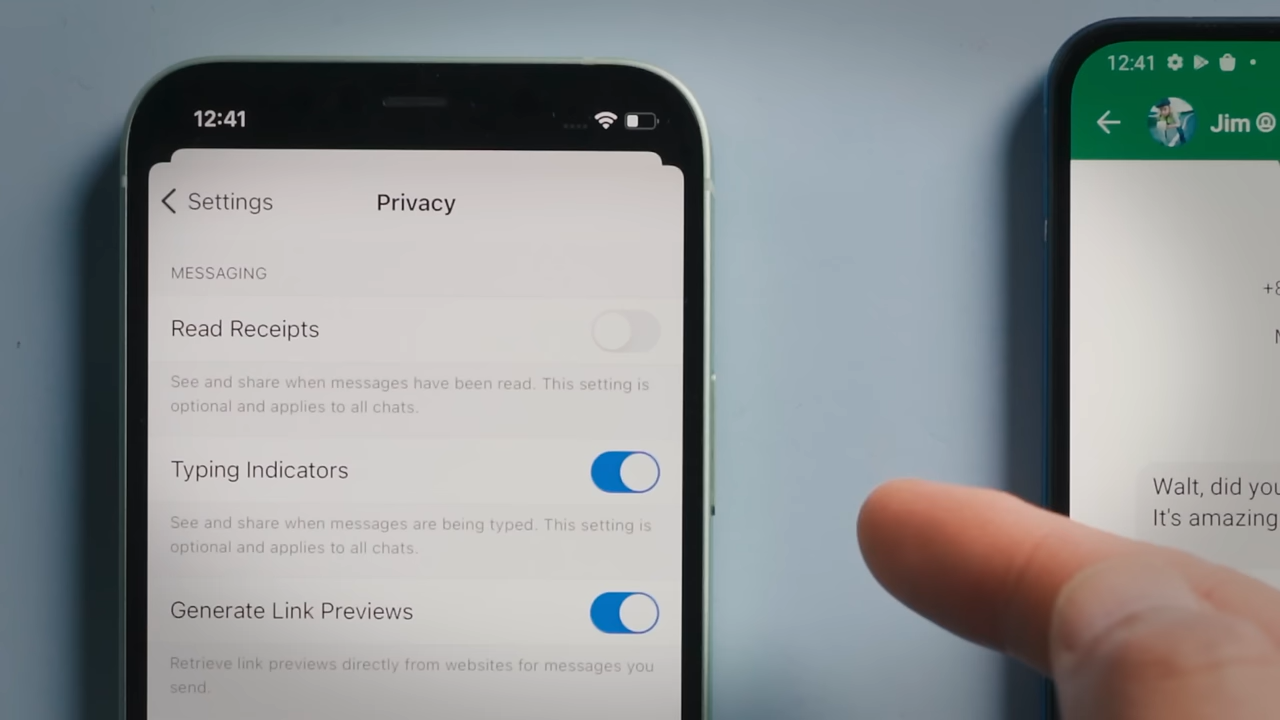 12:41
Settings
Privacy
MESSAGING
Read Receipts
See and share when messages have been read. This setting is
optional and applies to all chats.
Typing Indicators
See and share when messages are being typed. This setting is
optional and applies to all chats.
Generate Link Previews
Retrieve link previews directly from websites for messages you
send.
12:41
Jim
Walt, did you
It's amazing